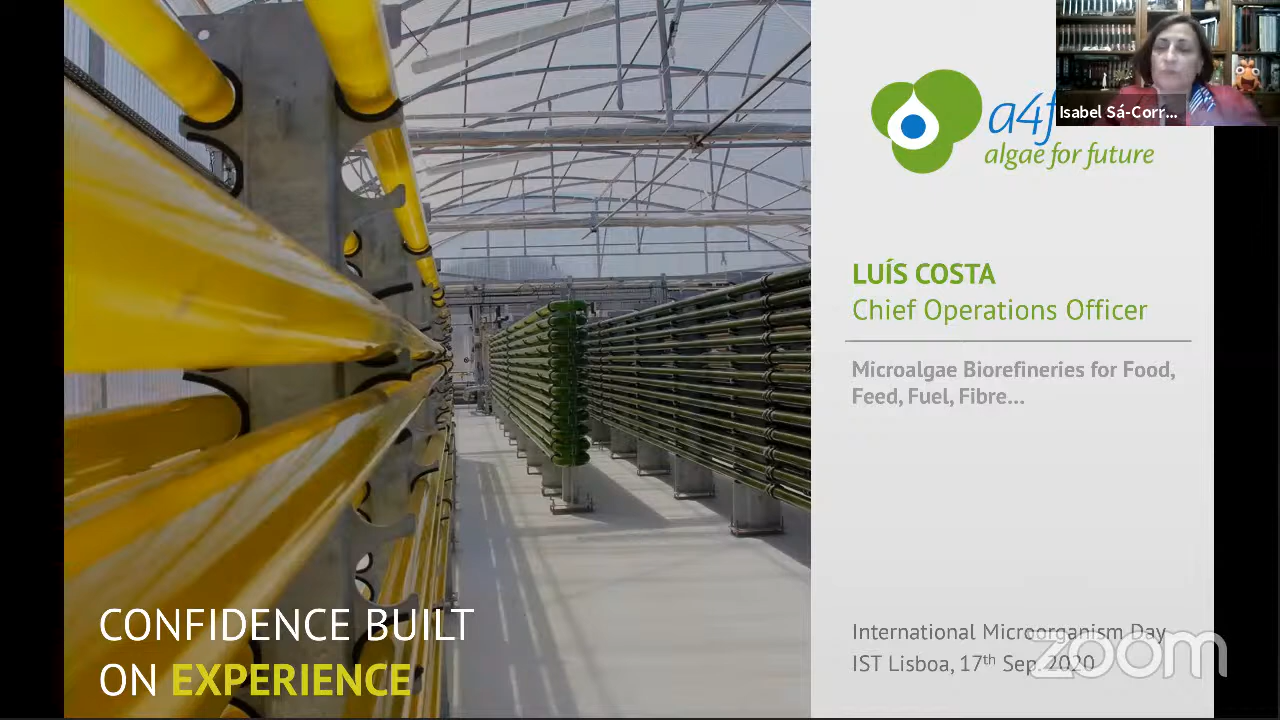 a4f
algae for future
Isabel Sá-Corr...
LUÍS COSTA
Chief Operations Officer
Microalgae Biorefineries for Food,
Feed, Fuel, Fibre...
CONFIDENCE BUILT
ON EXPERIENCE
International Microorganism Day
IST Lisboa, 17th Sep. 2020
zoom